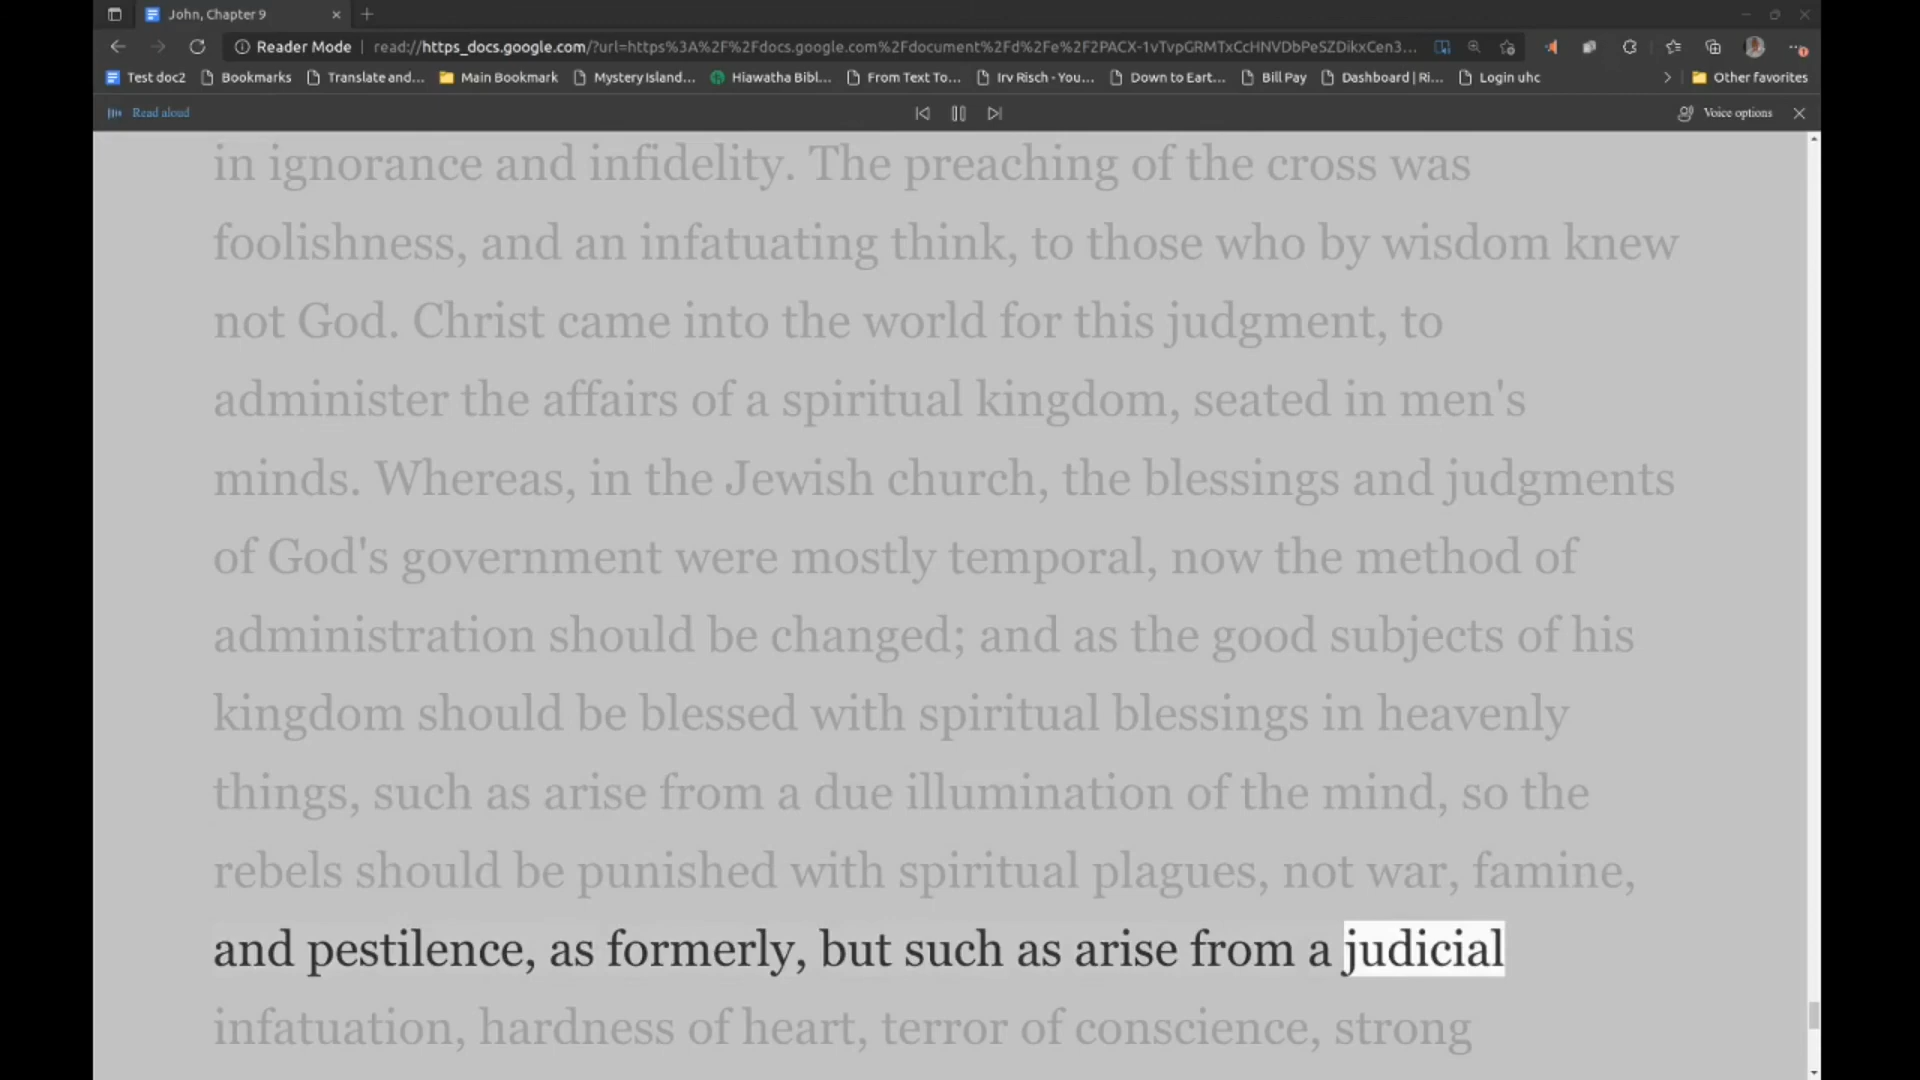 John, Chapter 9
Reader Mode read://https_docs.google.com/?url=https%3A%2F%2Fdocs.google.com%2Fdocument%2Fd%2Fe%2F2PACX-1vTvpGRMTxCcHNVDbPeSZDikxCen3...
Test doc2 Bookmarks Translate and... Main Bookmark Mystery Island... Hiawatha Bibl... From Text To... Irv Risch - You... Down to Eart... Bill Pay Dashboard | Ri... Login uhc Other favorites
Read aloud Voice options
in ignorance and infidelity. The preaching of the cross was
foolishness, and an infatuating think, to those who by wisdom knew
not God. Christ came into the world for this judgment, to
administer the affairs of a spiritual kingdom, seated in men's
minds. Whereas, in the Jewish church, the blessings and judgments
of God's government were mostly temporal, now the method of
administration should be changed; and as the good subjects of his
kingdom should be blessed with spiritual blessings in heavenly
things, such as arise from a due illumination of the mind, so the
rebels should be punished with spiritual plagues, not war, famine,
and pestilence, as formerly, but such as arise from a judicial
infatuation, hardness of heart, terror of conscience, strong